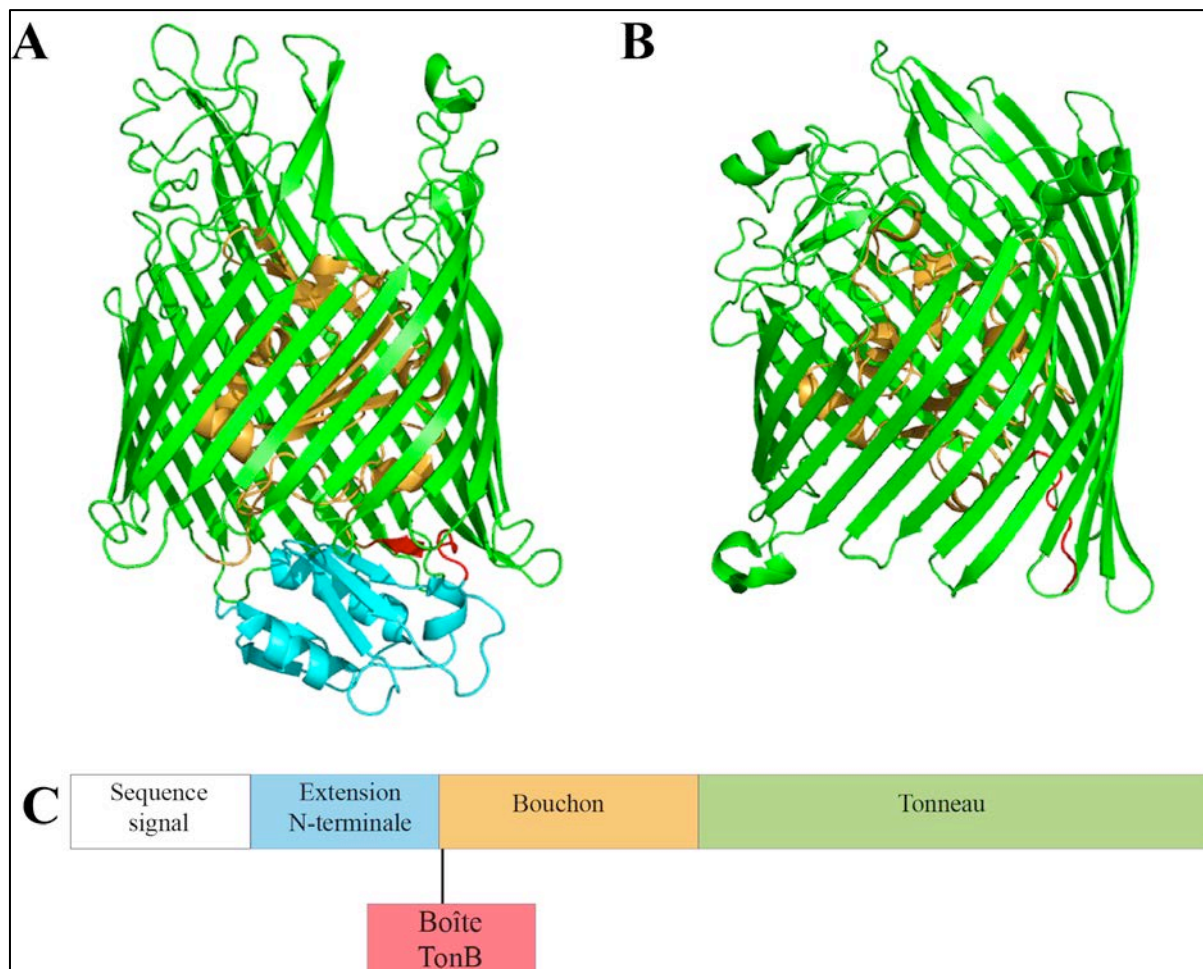 A
B
C
Sequence
signal
Extension
N-terminale
Bouchon
Tonneau
Boîte
TonB